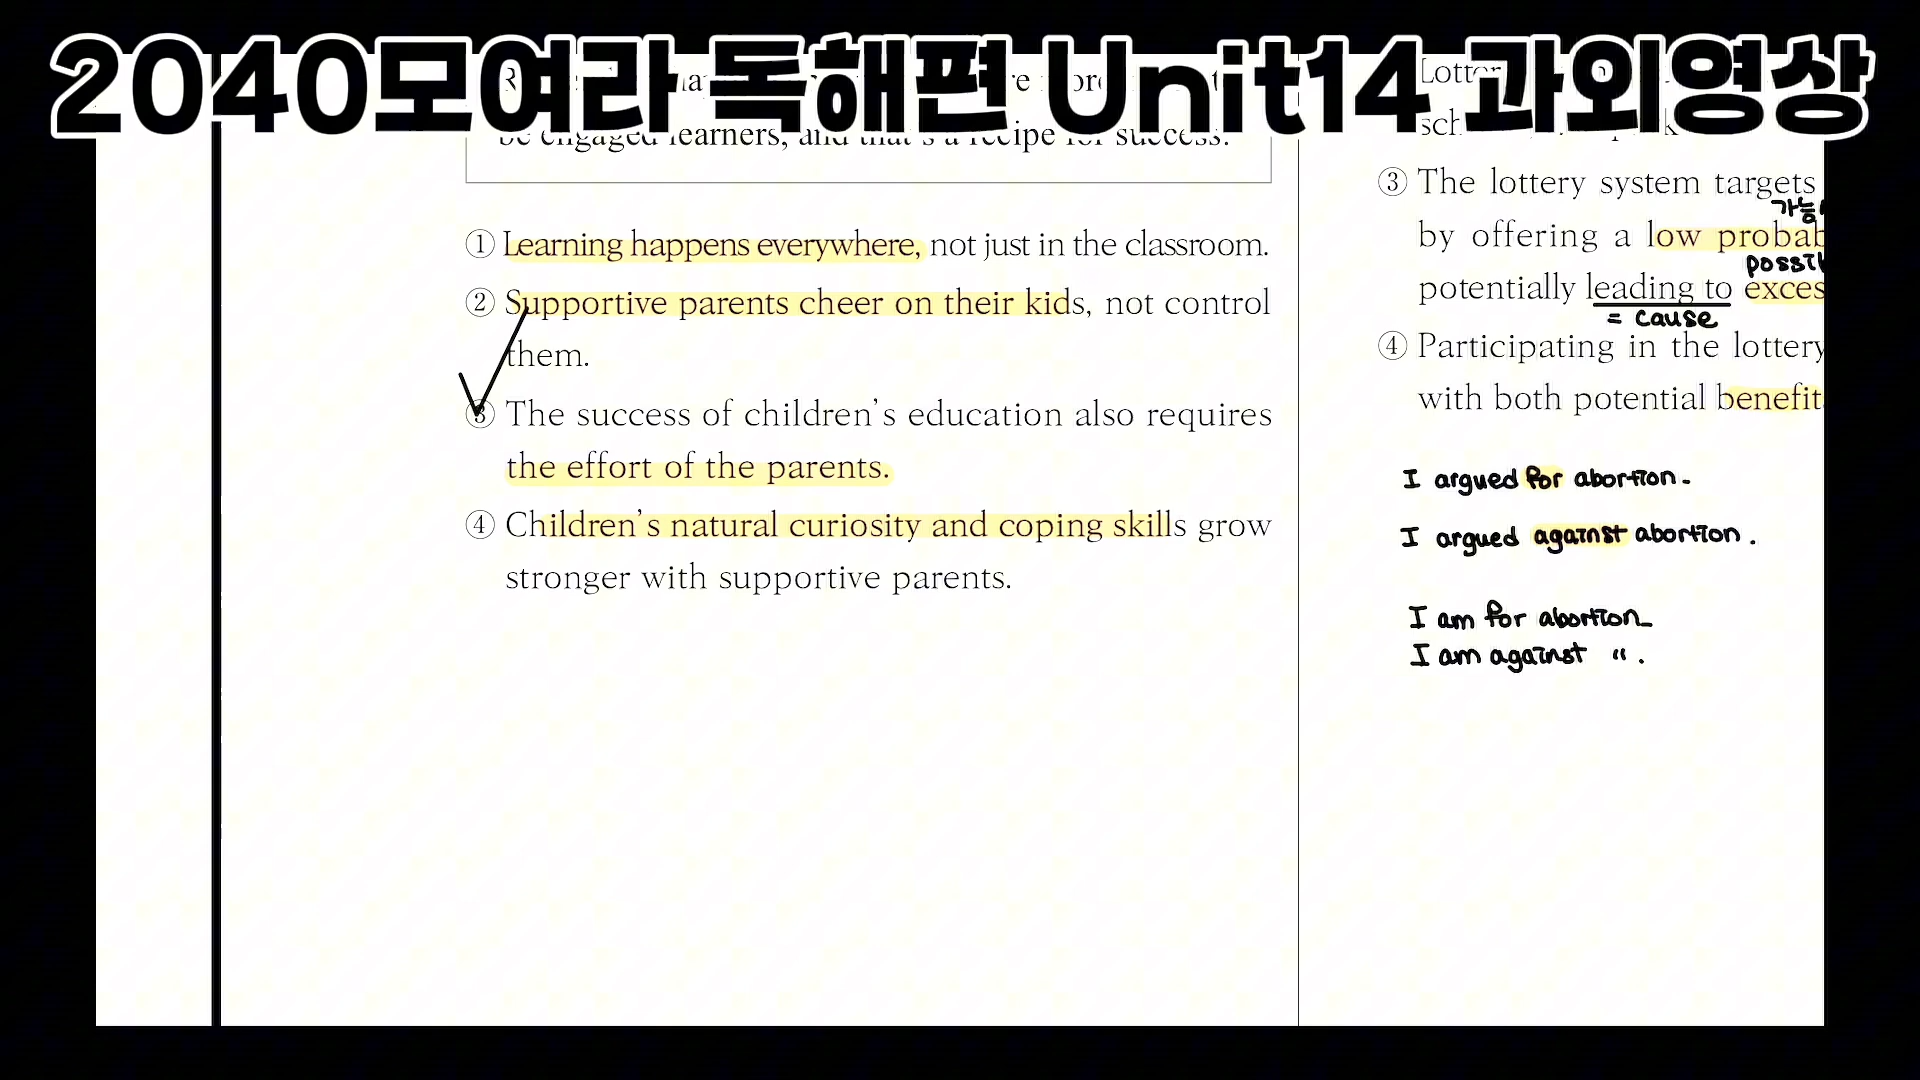 2040모여라 독해편 Unit14 과외영상
be engaged learners, and that's a recipe for success.
① Learning happens everywhere, not just in the classroom.
② Supportive parents cheer on their kids, not control
them.
③ The success of children's education also requires
the effort of the parents.
④ Children's natural curiosity and coping skills grow
stronger with supportive parents.
③ The lottery system targets
가능
by offering a low probab
possib
potentially leading to exces
= cause
④ Participating in the lottery
with both potential benefit
I argued for abortion.
I argued against abortion.
I am for abortion
I am against 〃.